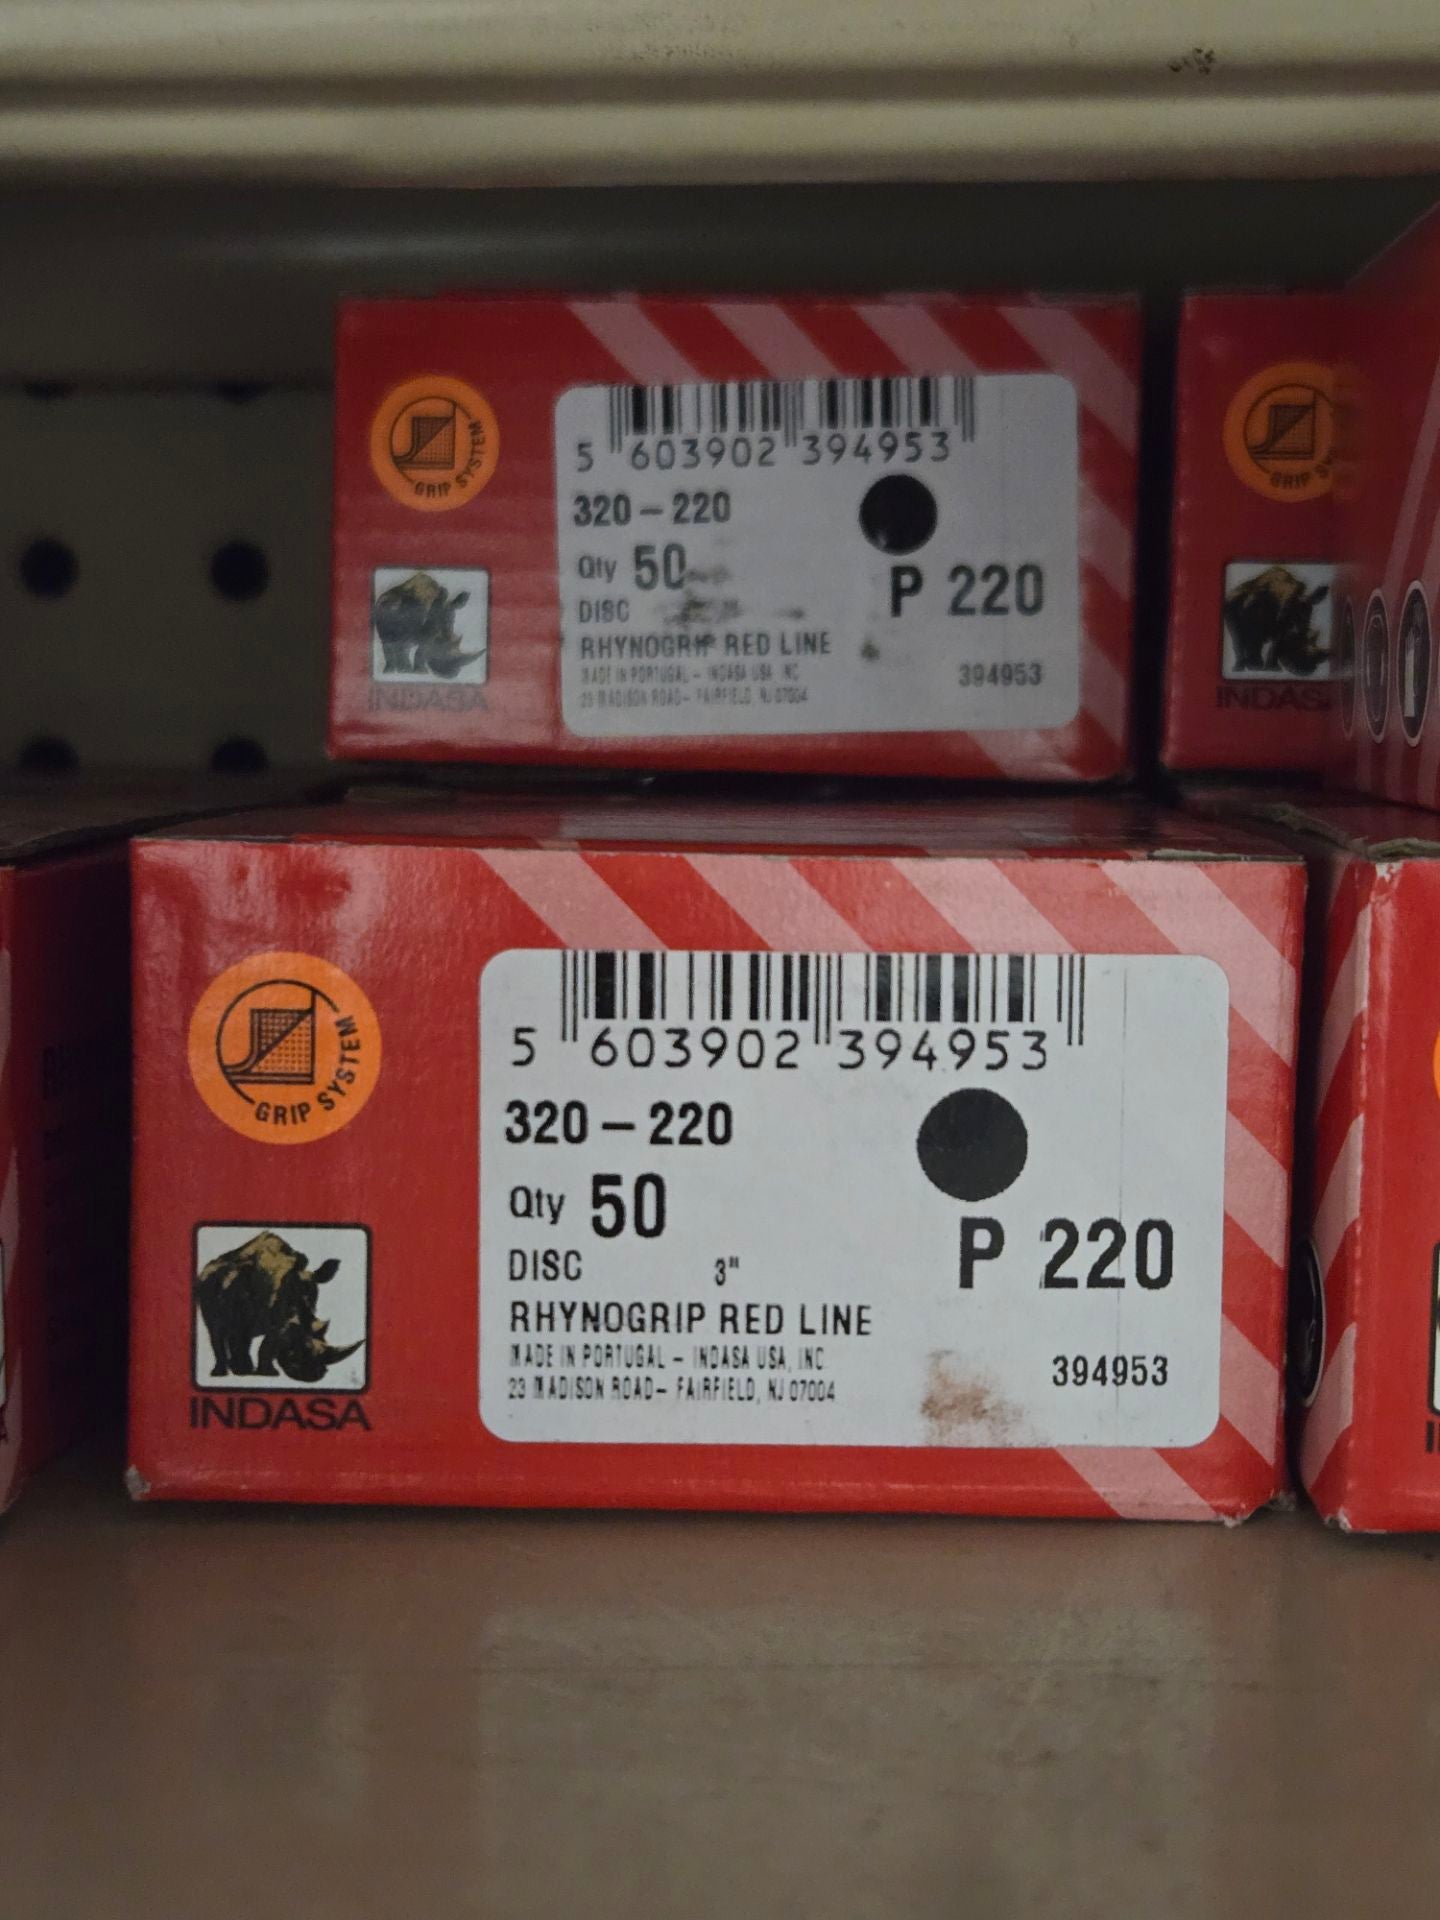 5 603902 394953
320-220
Qty 50
DISC
P 220
RHYNOGRIP RED LINE
MADE IN PORTUGAL - INDASA USA, INC
23 MADISON ROAD- FAIRFIELD, NJ 07004
394953
GRIP SYSTEM
INDASA
GRIP S
INDASA
5 603902 394953
320-220
Qty 50
DISC 3"
P 220
RHYNOGRIP RED LINE
MADE IN PORTUGAL - INDASA USA, INC
23 MADISON ROAD- FAIRFIELD, NJ 07004
394953
GRIP SYSTEM
INDASA